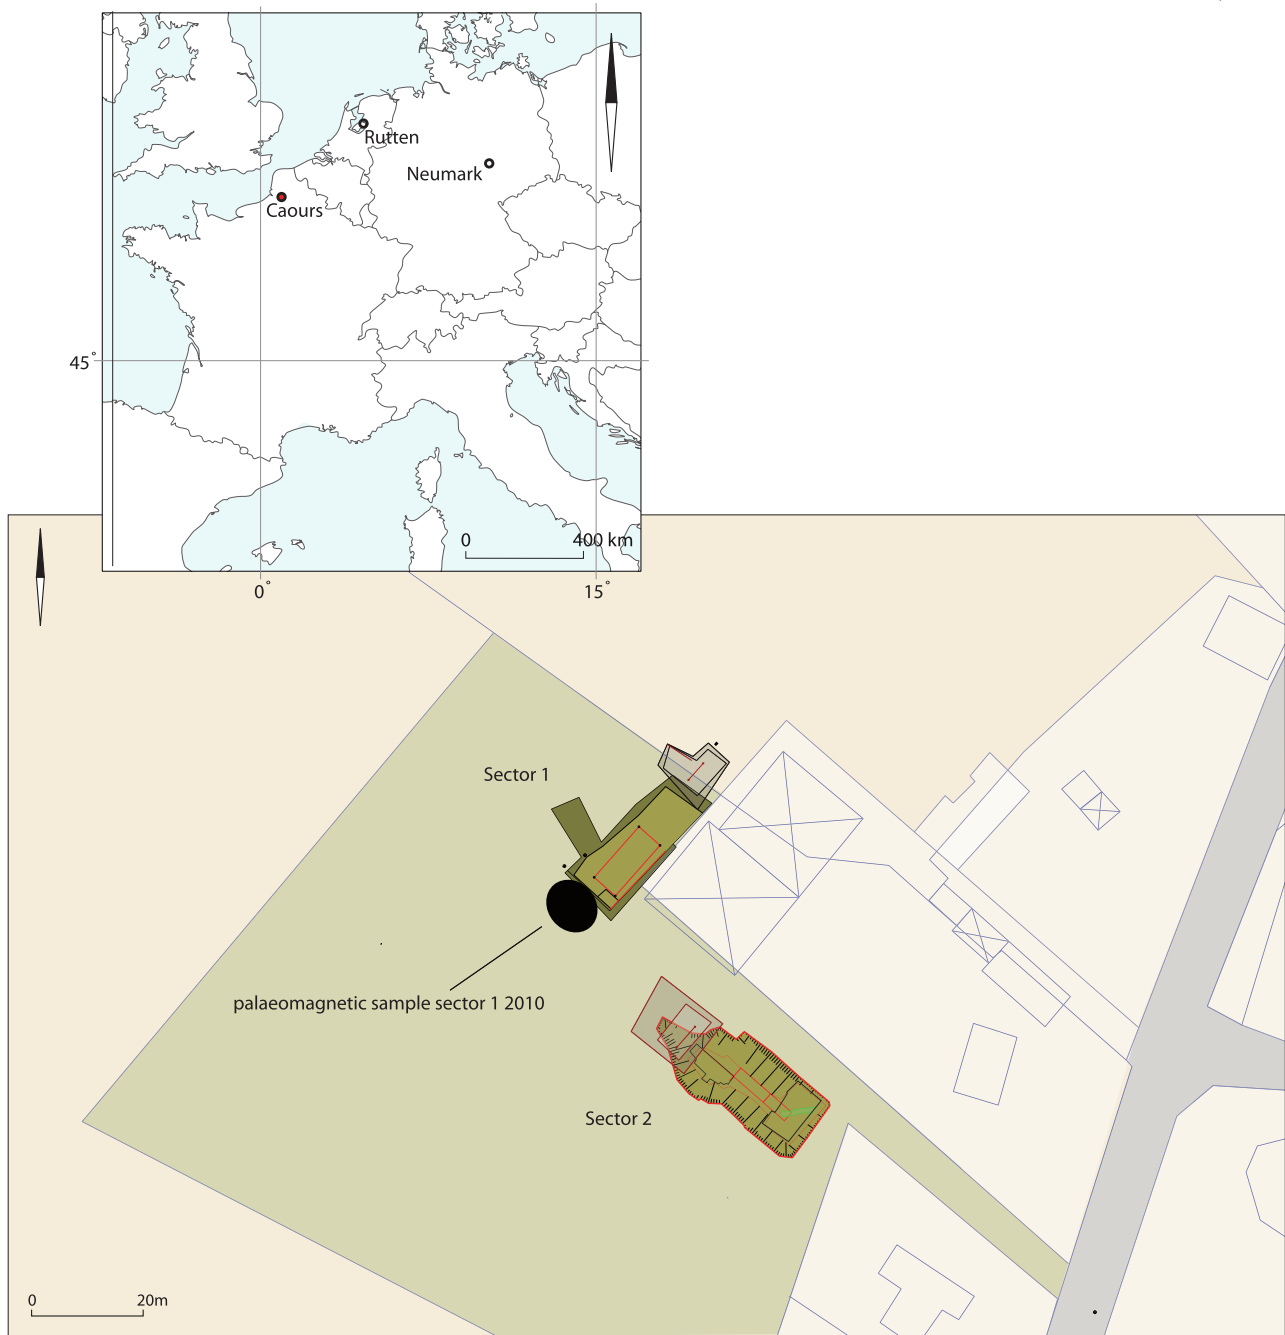 Rutten
Neumark
Caours
45°
0 400 km
0° 15°
Sector 1
palaeomagnetic sample sector 1 2010
Sector 2
0 20m